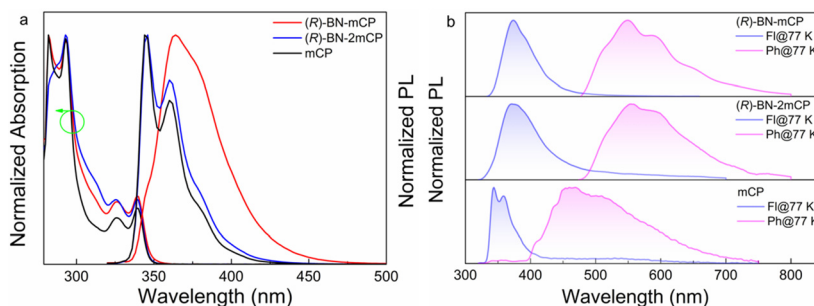 a
(R)-BN-mCP
(R)-BN-2mCP
mCP
Normalized Absorption
Normalized PL
300 350 400 450 500
Wavelength (nm)
b
(R)-BN-mCP
Fl@77 K
Ph@77 K
(R)-BN-2mCP
Fl@77 K
Ph@77 K
mCP
Fl@77 K
Ph@77 K
Normalized PL
300 400 500 600 700 800
Wavelength (nm)